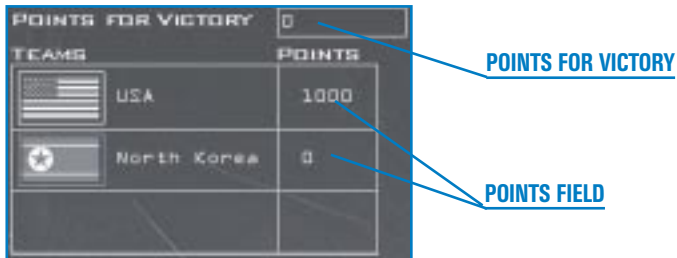 POINTS FOR VICTORY 0
TEAMS POINTS
POINTS FOR VICTORY
USA 1000
North Korea 0
POINTS FIELD